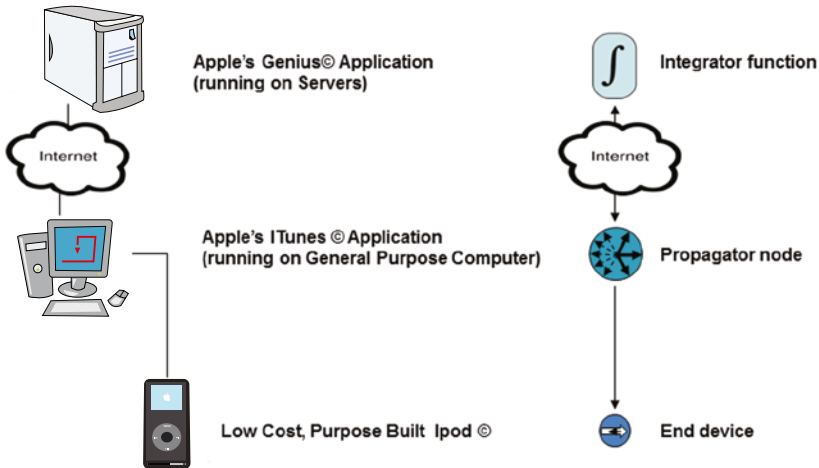 Apple's Genius© Application
(running on Servers)
Integrator function
Internet
Internet
Apple's ITunes © Application
(running on General Purpose Computer)
Propagator node
Low Cost, Purpose Built Ipod ©
End device